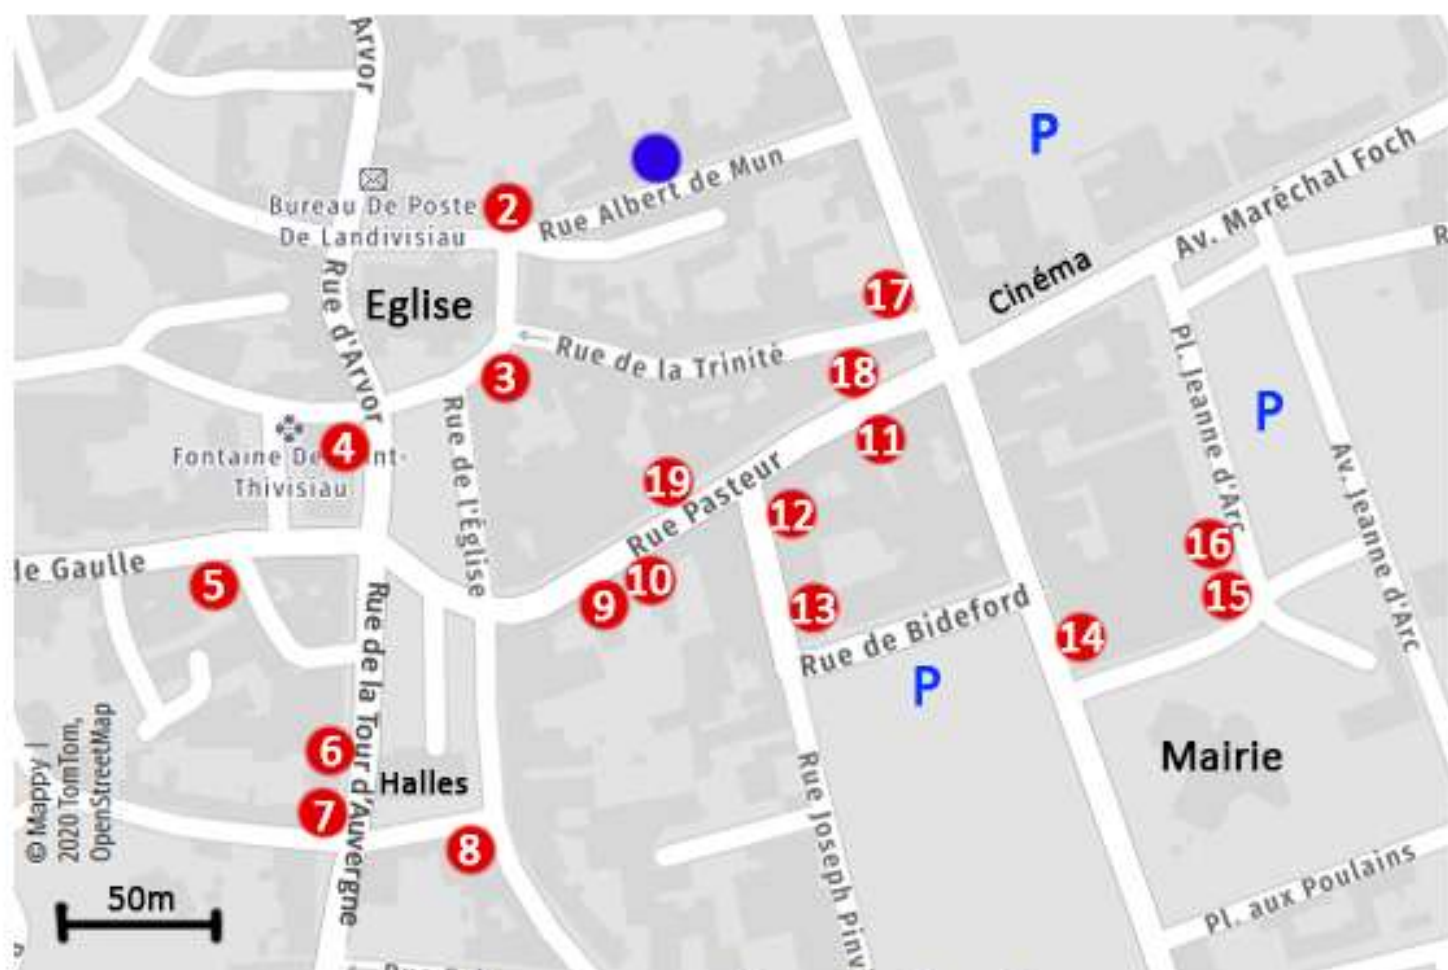 Arvor
P
Av. Maréchal Foch
Bureau De Poste
De Landivisiau
2
Rue Albert de Mun
Rue d'Arvor
Eglise
17
Cinéma
Rue de la Trinité
3
18
Pl. Jeanne d'Arc
P
4
Fontaine De
nt-
Thivisiau
Rue de l'Église
19
Rue Pasteur
11
12
Av. Jeanne d'Arc
16
de Gaulle
5
9
10
13
15
Rue de Bideford
14
P
Rue de la Tour d'Auvergne
6
Halles
7
8
Rue Joseph Pinv
Mairie
Pl. aux Poulains
© Mappy |
2020 TomTom,
OpenStreetMap
50m